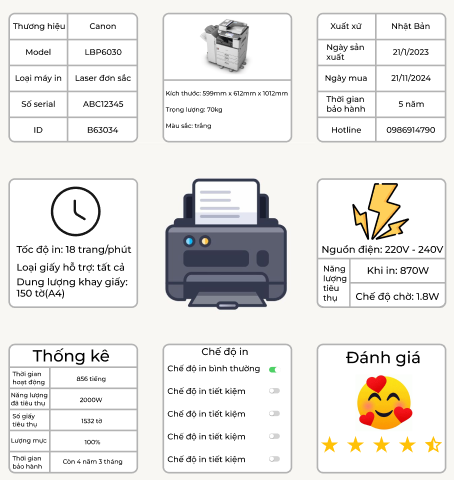 Thương hiệu Canon
Model LBP6030
Loại máy in Laser đơn sắc
Số serial ABC12345
ID B63034
Kích thước: 599mm x 612mm x 1012mm
Trọng lượng: 70kg
Màu sắc: trắng
Xuất xứ Nhật Bản
Ngày sản
xuất 21/1/2023
Ngày mua 21/11/2024
Thời gian
bảo hành 5 năm
Hotline 0986914790
Tốc độ in: 18 trang/phút
Loại giấy hỗ trợ: tất cả
Dung lượng khay giấy:
150 tờ(A4)
Nguồn điện: 220V - 240V
Năng
lượng
tiêu
thụ
Khi in: 870W
Chế độ chờ: 1.8W
Thống kê
Thời gian
hoạt động 856 tiếng
Năng lượng
đã tiêu thụ 2000W
Số giấy
tiêu thụ 1532 tờ
Lượng mục 100%
Thời gian
bảo hành Còn 4 năm 3 tháng
Chế độ in
Chế độ in bình thường
Chế độ in tiết kiệm
Chế độ in tiết kiệm
Chế độ in tiết kiệm
Chế độ in tiết kiệm
Đánh giá